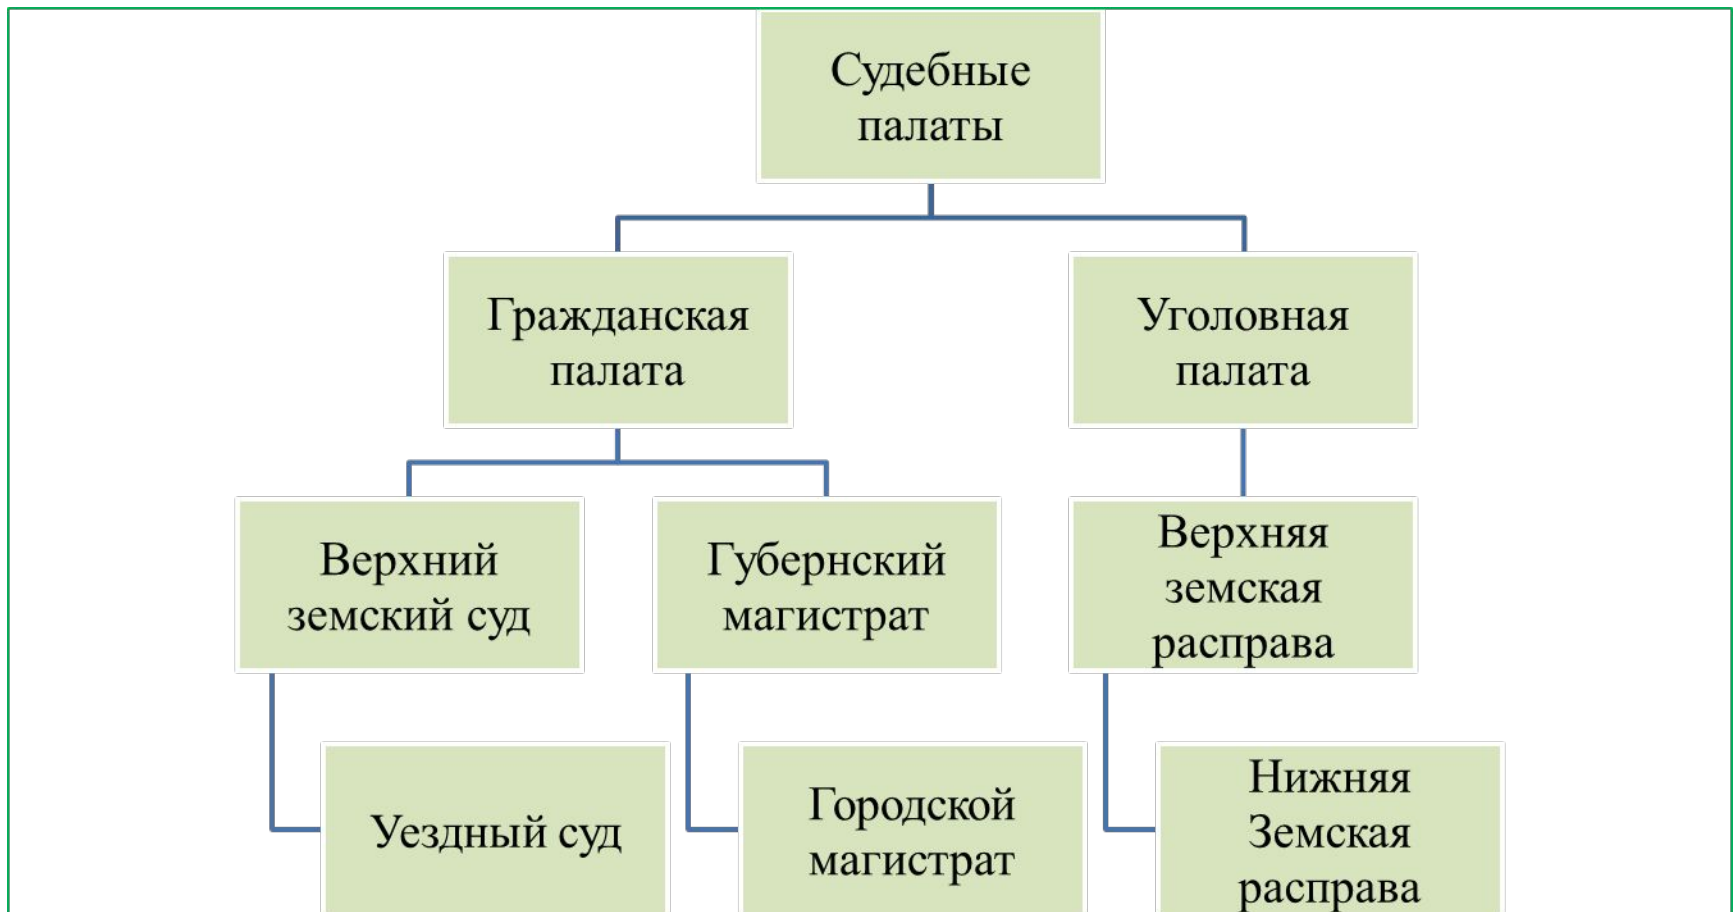 Судебные
палаты
Гражданская
палата
Уголовная
палата
Верхний
земский суд
Губернский
магистрат
Верхняя
земская
расправа
Уездный суд
Городской
магистрат
Нижняя
Земская
расправа